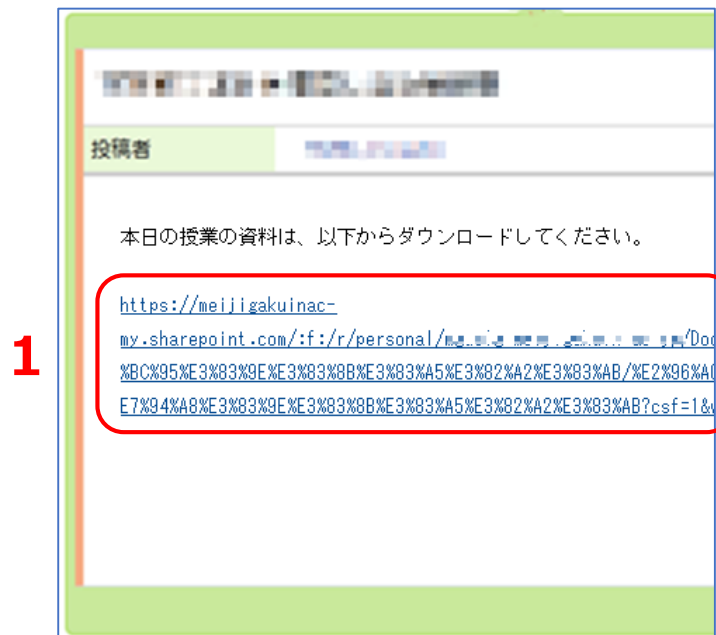 投稿者
本日の授業の資料は、以下からダウンロードしてください。
https://meijigakuinac-
my.sharepoint.com/:f:/r/personal/ /Doc
1
%BC%95%E3%83%9E%E3%83%8B%E3%83%A5%E3%82%A2%E3%83%AB/%E2%96%A0
E7%94%A8%E3%83%9E%E3%83%8B%E3%83%A5%E3%82%A2%E3%83%AB?csf=1&